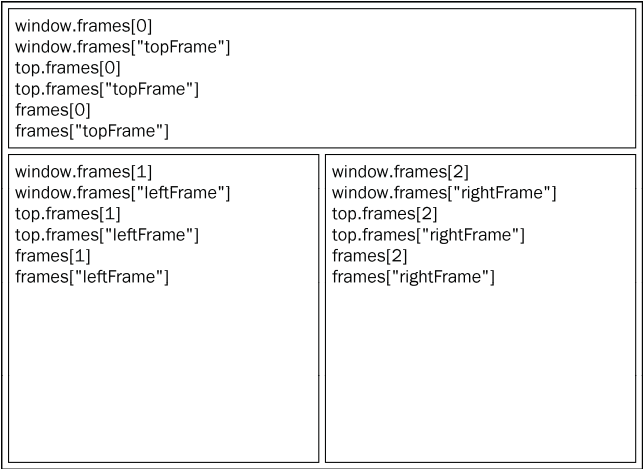 window.frames[0]
window.frames["topFrame"]
top.frames[0]
top.frames["topFrame"]
frames[0]
frames["topFrame"]
window.frames[1]
window.frames["leftFrame"]
top.frames[1]
top.frames["leftFrame"]
frames[1]
frames["leftFrame"]
window.frames[2]
window.frames["rightFrame"]
top.frames[2]
top.frames["rightFrame"]
frames[2]
frames["rightFrame"]